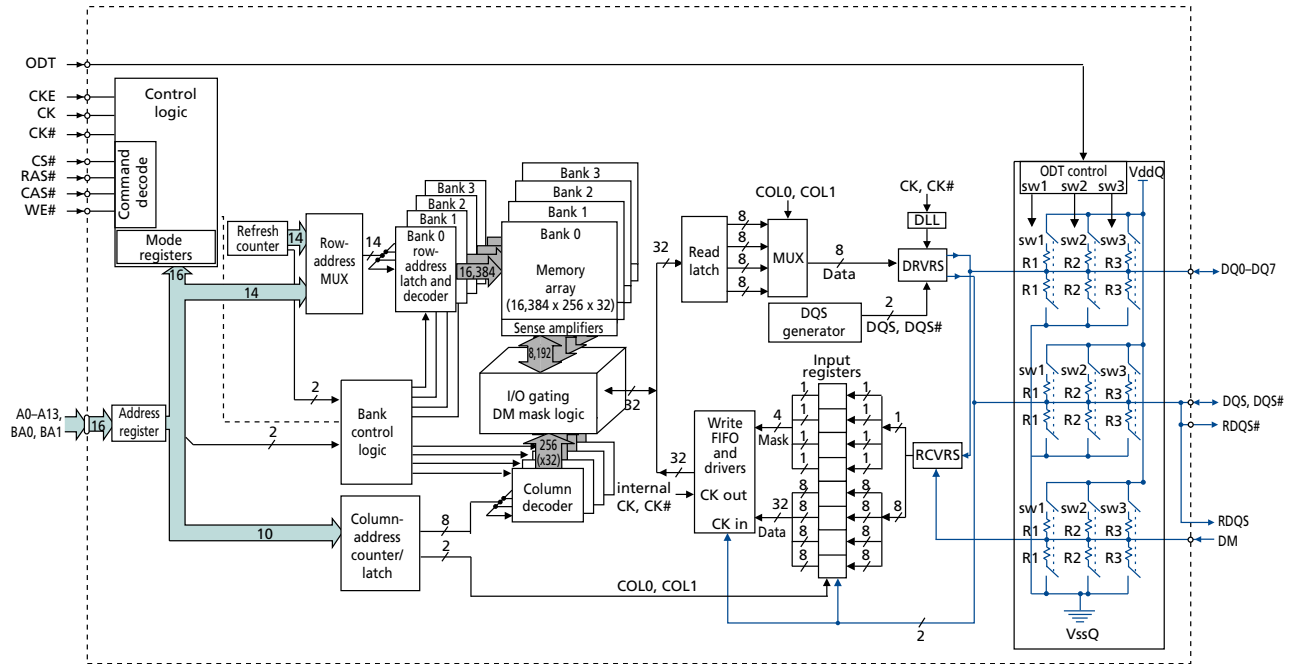 ODT
CKE
CK
CK#
CS#
RAS#
CAS#
WE#
Control
logic
Command
decode
Mode
registers
16
A0–A13,
BA0, BA1
16
Address
register
Refresh
counter
14
14
Row-
address
MUX
14
2
2
10
Bank 3
Bank 2
Bank 1
Bank 0
row-
address
latch and
decoder
16,384
Bank 3
Bank 2
Bank 1
Bank 0
Memory
array
(16,384 x 256 x 32)
Sense amplifiers
8,192
I/O gating
DM mask logic
Bank
control
logic
256
(x32)
Column
decoder
Column-
address
counter/
latch
8
2
COL0, COL1
32
32
32
internal
CK, CK#
Read
latch
8
8
8
8
COL0, COL1
MUX
8
Data
CK, CK#
DLL
DRVRS
DQS
generator
2
DQS, DQS#
Input
registers
Write
FIFO
and
drivers
CK out
CK in
4
Mask
32
Data
1
1
1
1
8
8
8
8
1
1
1
1
8
8
8
8
1
8
RCVRS
2
ODT control
VddQ
sw1
sw2
sw3
sw1
sw2
sw3
R1
R2
R3
R1
R2
R3
sw1
sw2
sw3
R1
R2
R3
R1
R2
R3
sw1
sw2
sw3
R1
R2
R3
R1
R2
R3
VssQ
DQ0–DQ7
DQS, DQS#
RDQS#
RDQS
DM